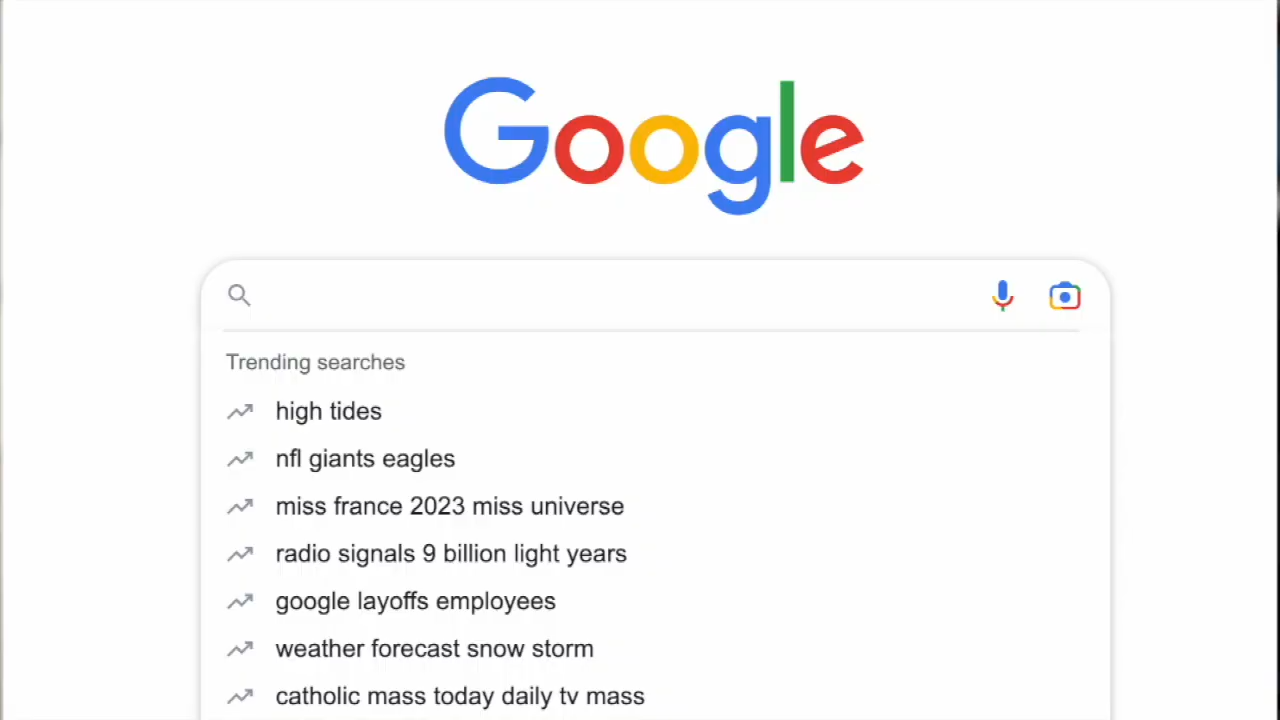 Google
Trending searches
high tides
nfl giants eagles
miss france 2023 miss universe
radio signals 9 billion light years
google layoffs employees
weather forecast snow storm
catholic mass today daily tv mass